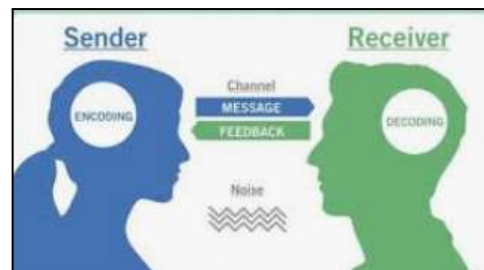 Sender
Receiver
Channel
ENCODING
MESSAGE
DECODING
FEEDBACK
Noise